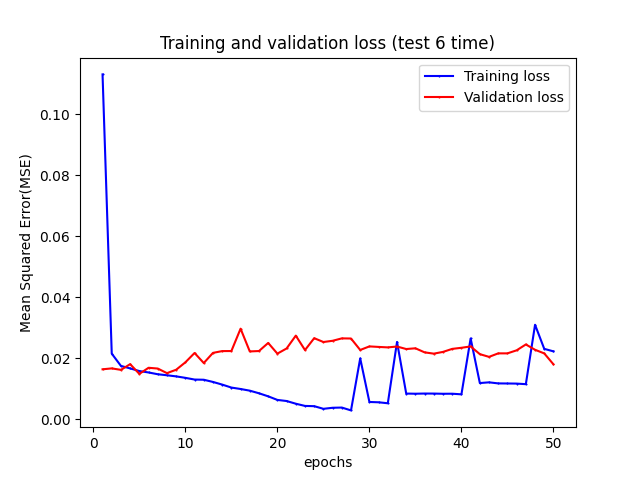 Training and validation loss (test 6 time)
Training loss
Validation loss
Mean Squared Error(MSE)
0.10
0.08
0.06
0.04
0.02
0.00
0 10 20 30 40 50
epochs